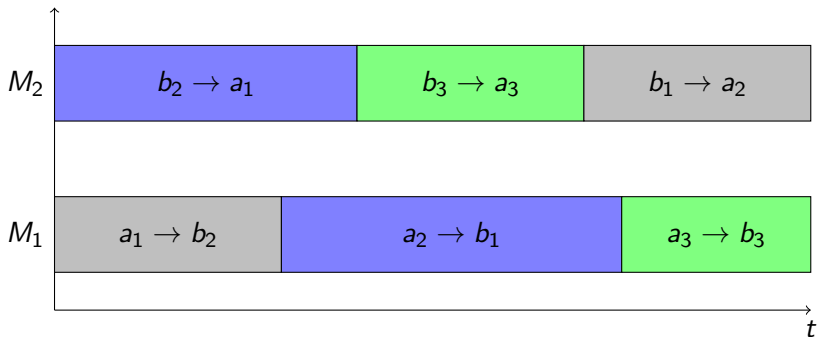 M₂ b₂ → a₁ b₃ → a₃ b₁ → a₂
M₁ a₁ → b₂ a₂ → b₁ a₃ → b₃
t